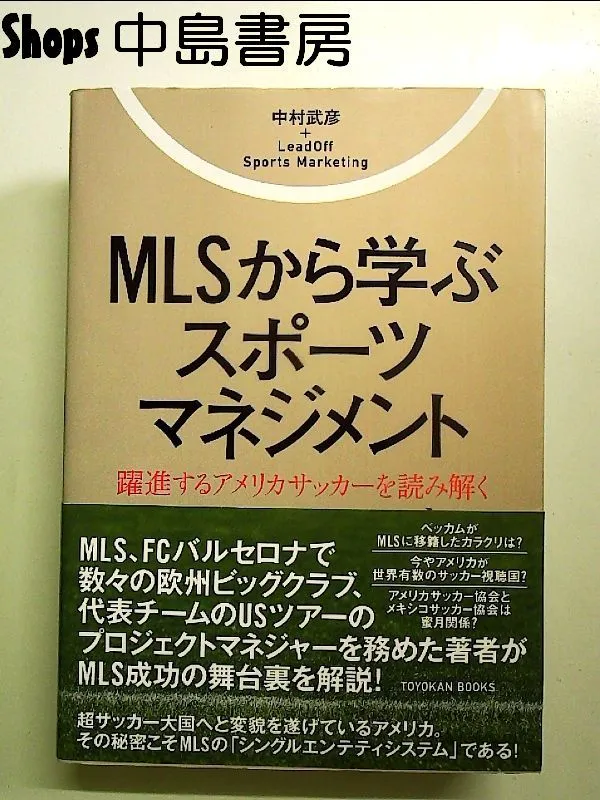 Shops 中島書房
中村武彦
+
LeadOff
Sports Marketing
MLSから学ぶ
スポーツ
マネジメント
躍進するアメリカサッカーを読み解く
MLS、FCバルセロナで
数々の欧州ビッグクラブ、
代表チームのUSツアーの
プロジェクトマネジャーを務めた著者が
MLS成功の舞台裏を解説!
ベッカムが
MLSに移籍したカラクリは?
今やアメリカが
世界有数のサッカー視聴国?
アメリカサッカー協会と
メキシコサッカー協会は
蜜月関係?
TOYOKAN BOOKS
超サッカー大国へと変貌を遂げているアメリカ。
その秘密こそMLSの「シングルエンテティシステム」である!